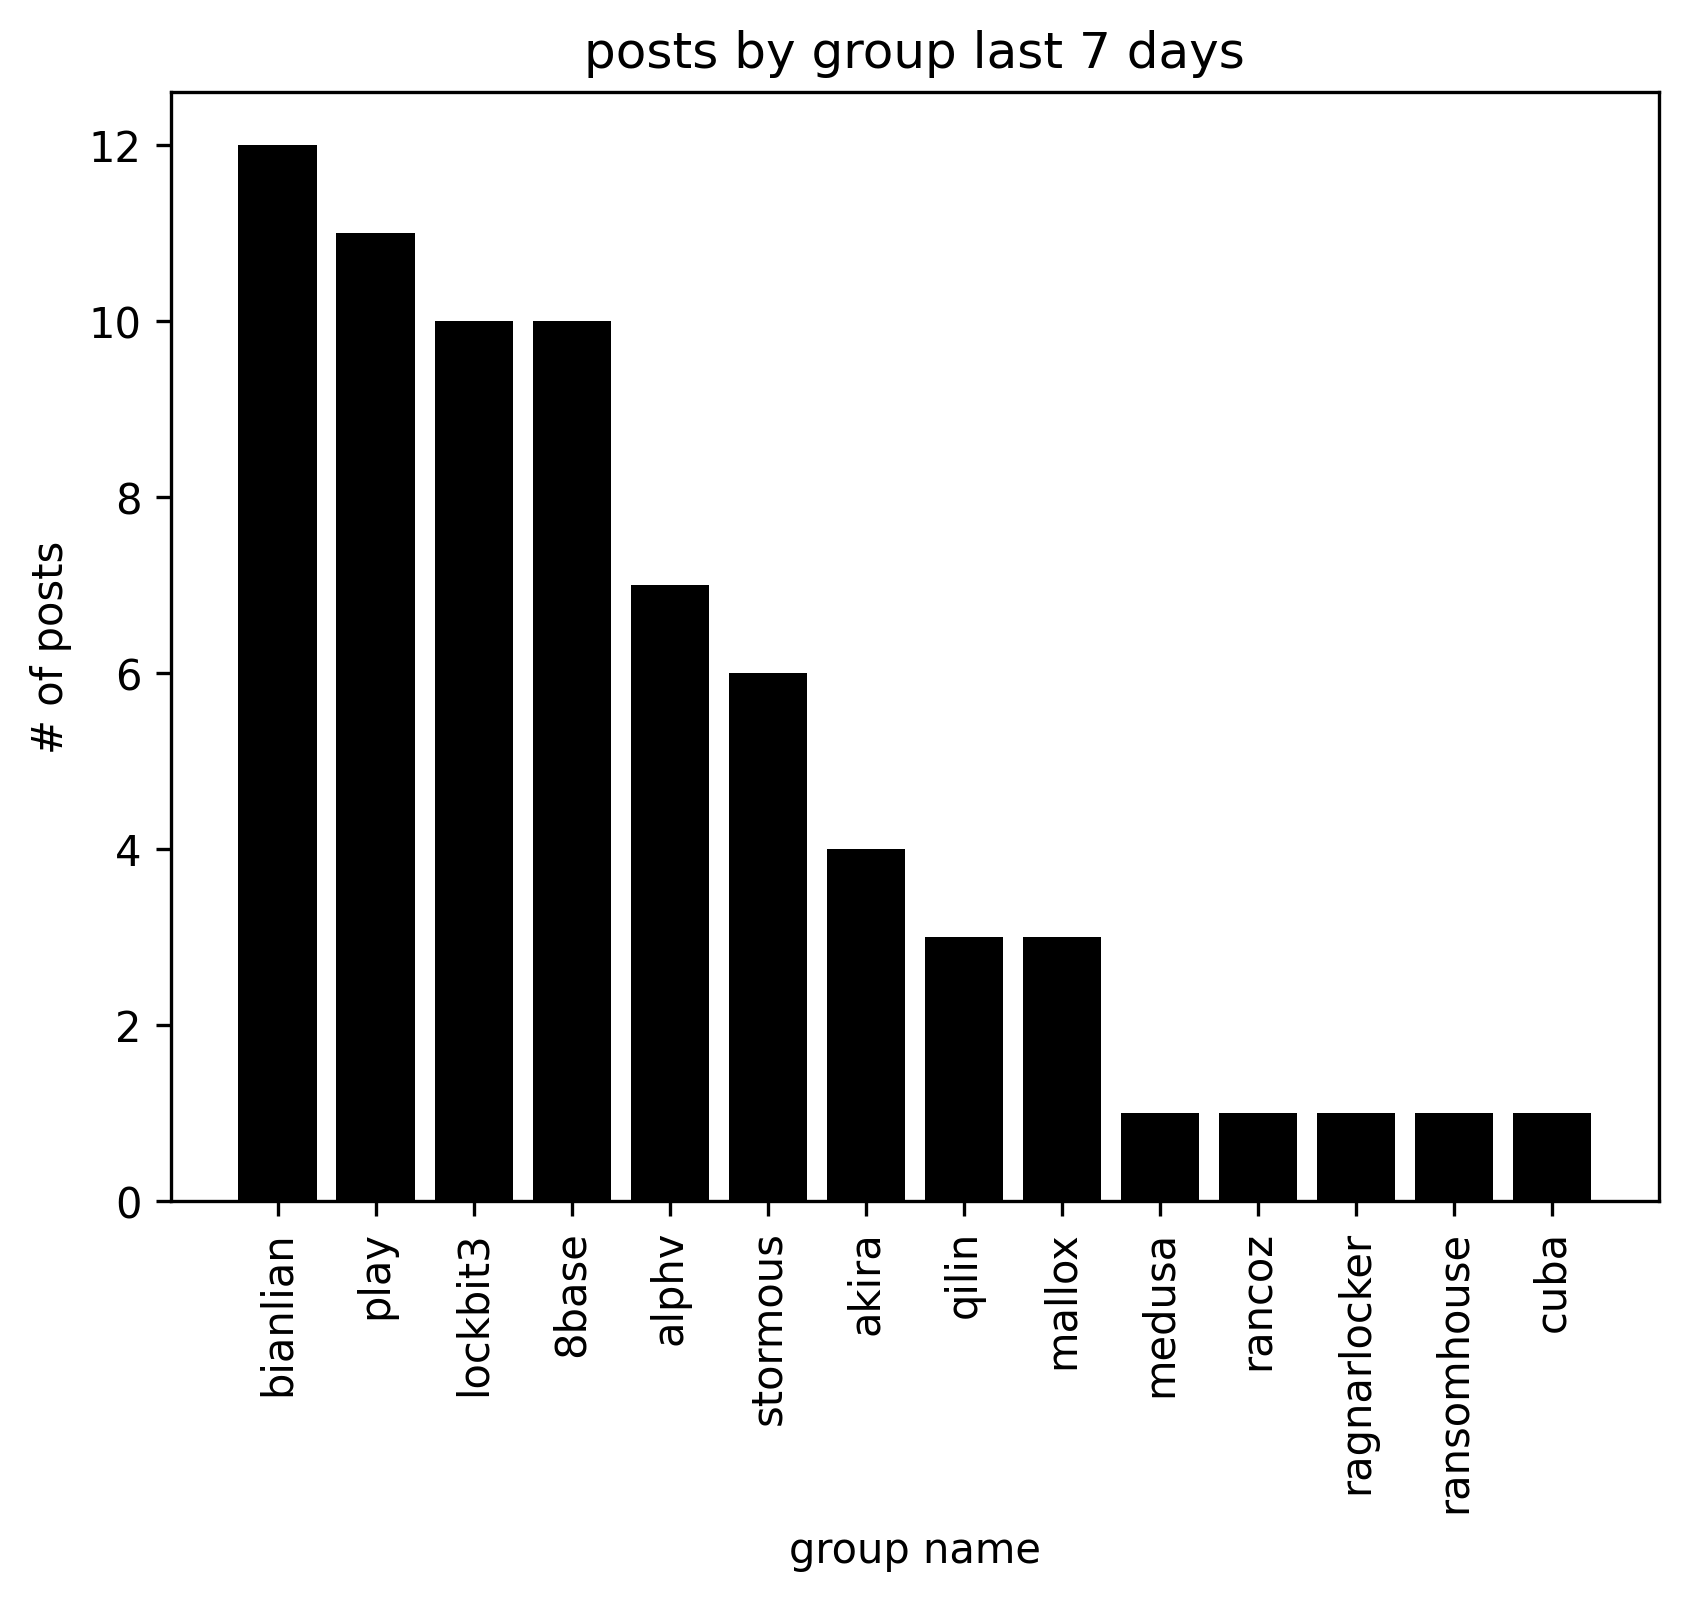 posts by group last 7 days
12
10
8
6
4
2
0
# of posts
bianlian
play
lockbit3
8base
alphv
stormous
akira
qilin
mallox
medusa
rancoz
ragnarlocker
ransomhouse
cuba
group name